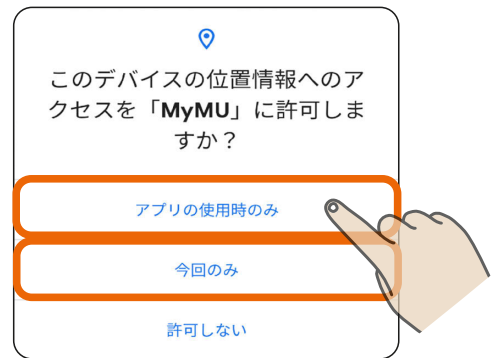 このデバイスの位置情報へのア
クセスを「MyMU」に許可しま
すか？
アプリの使用時のみ
今回のみ
許可しない